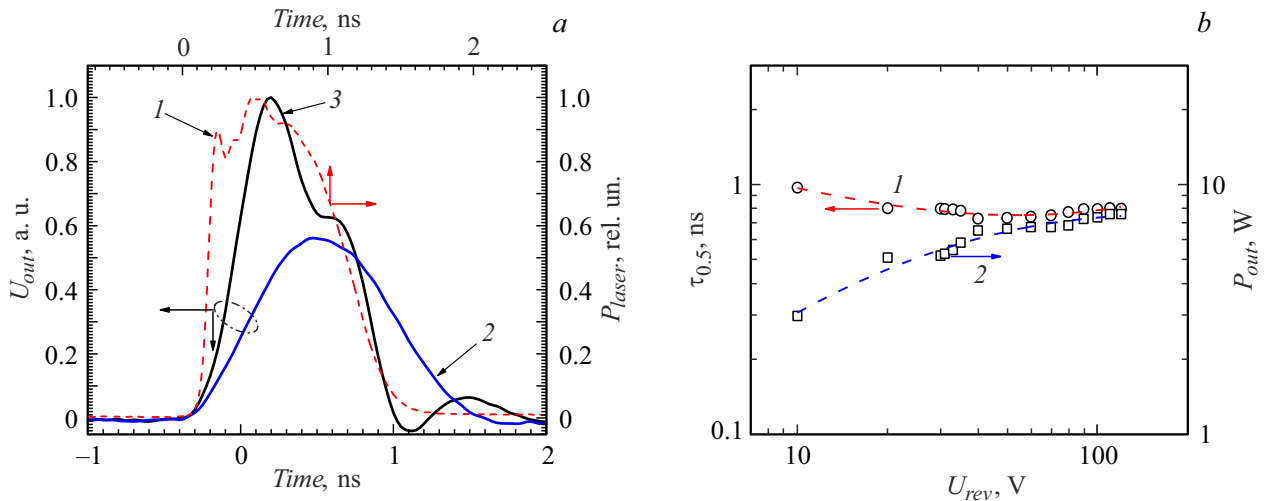 Time, ns
a
0 1 2
1.0
0.8
0.6
0.4
0.2
0
U_out, a. u.
1
3
2
1.0
0.8
0.6
0.4
0.2
0
P_laser, rel. un.
−1 0 1 2
Time, ns
b
1
0.1
τ_0.5, ns
1
2
10
1
P_out, W
10 100
U_rev, V